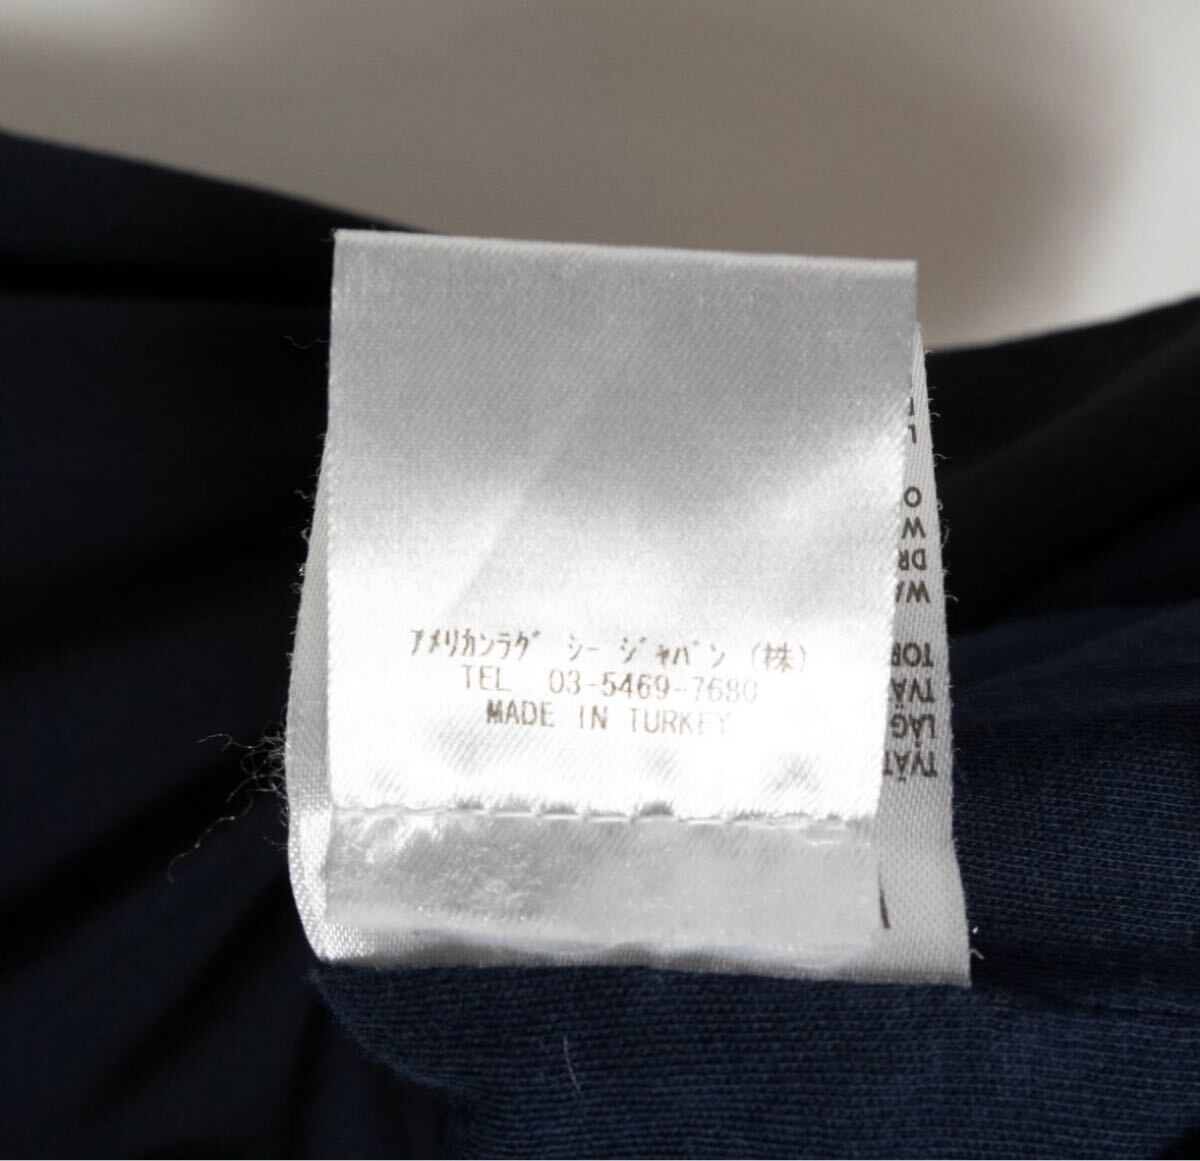 ｱﾒﾘｶﾝﾗｸﾞ ｼｰ ｼﾞｬﾊﾟﾝ (株)
TEL 03-5469-7680
MADE IN TURKEY